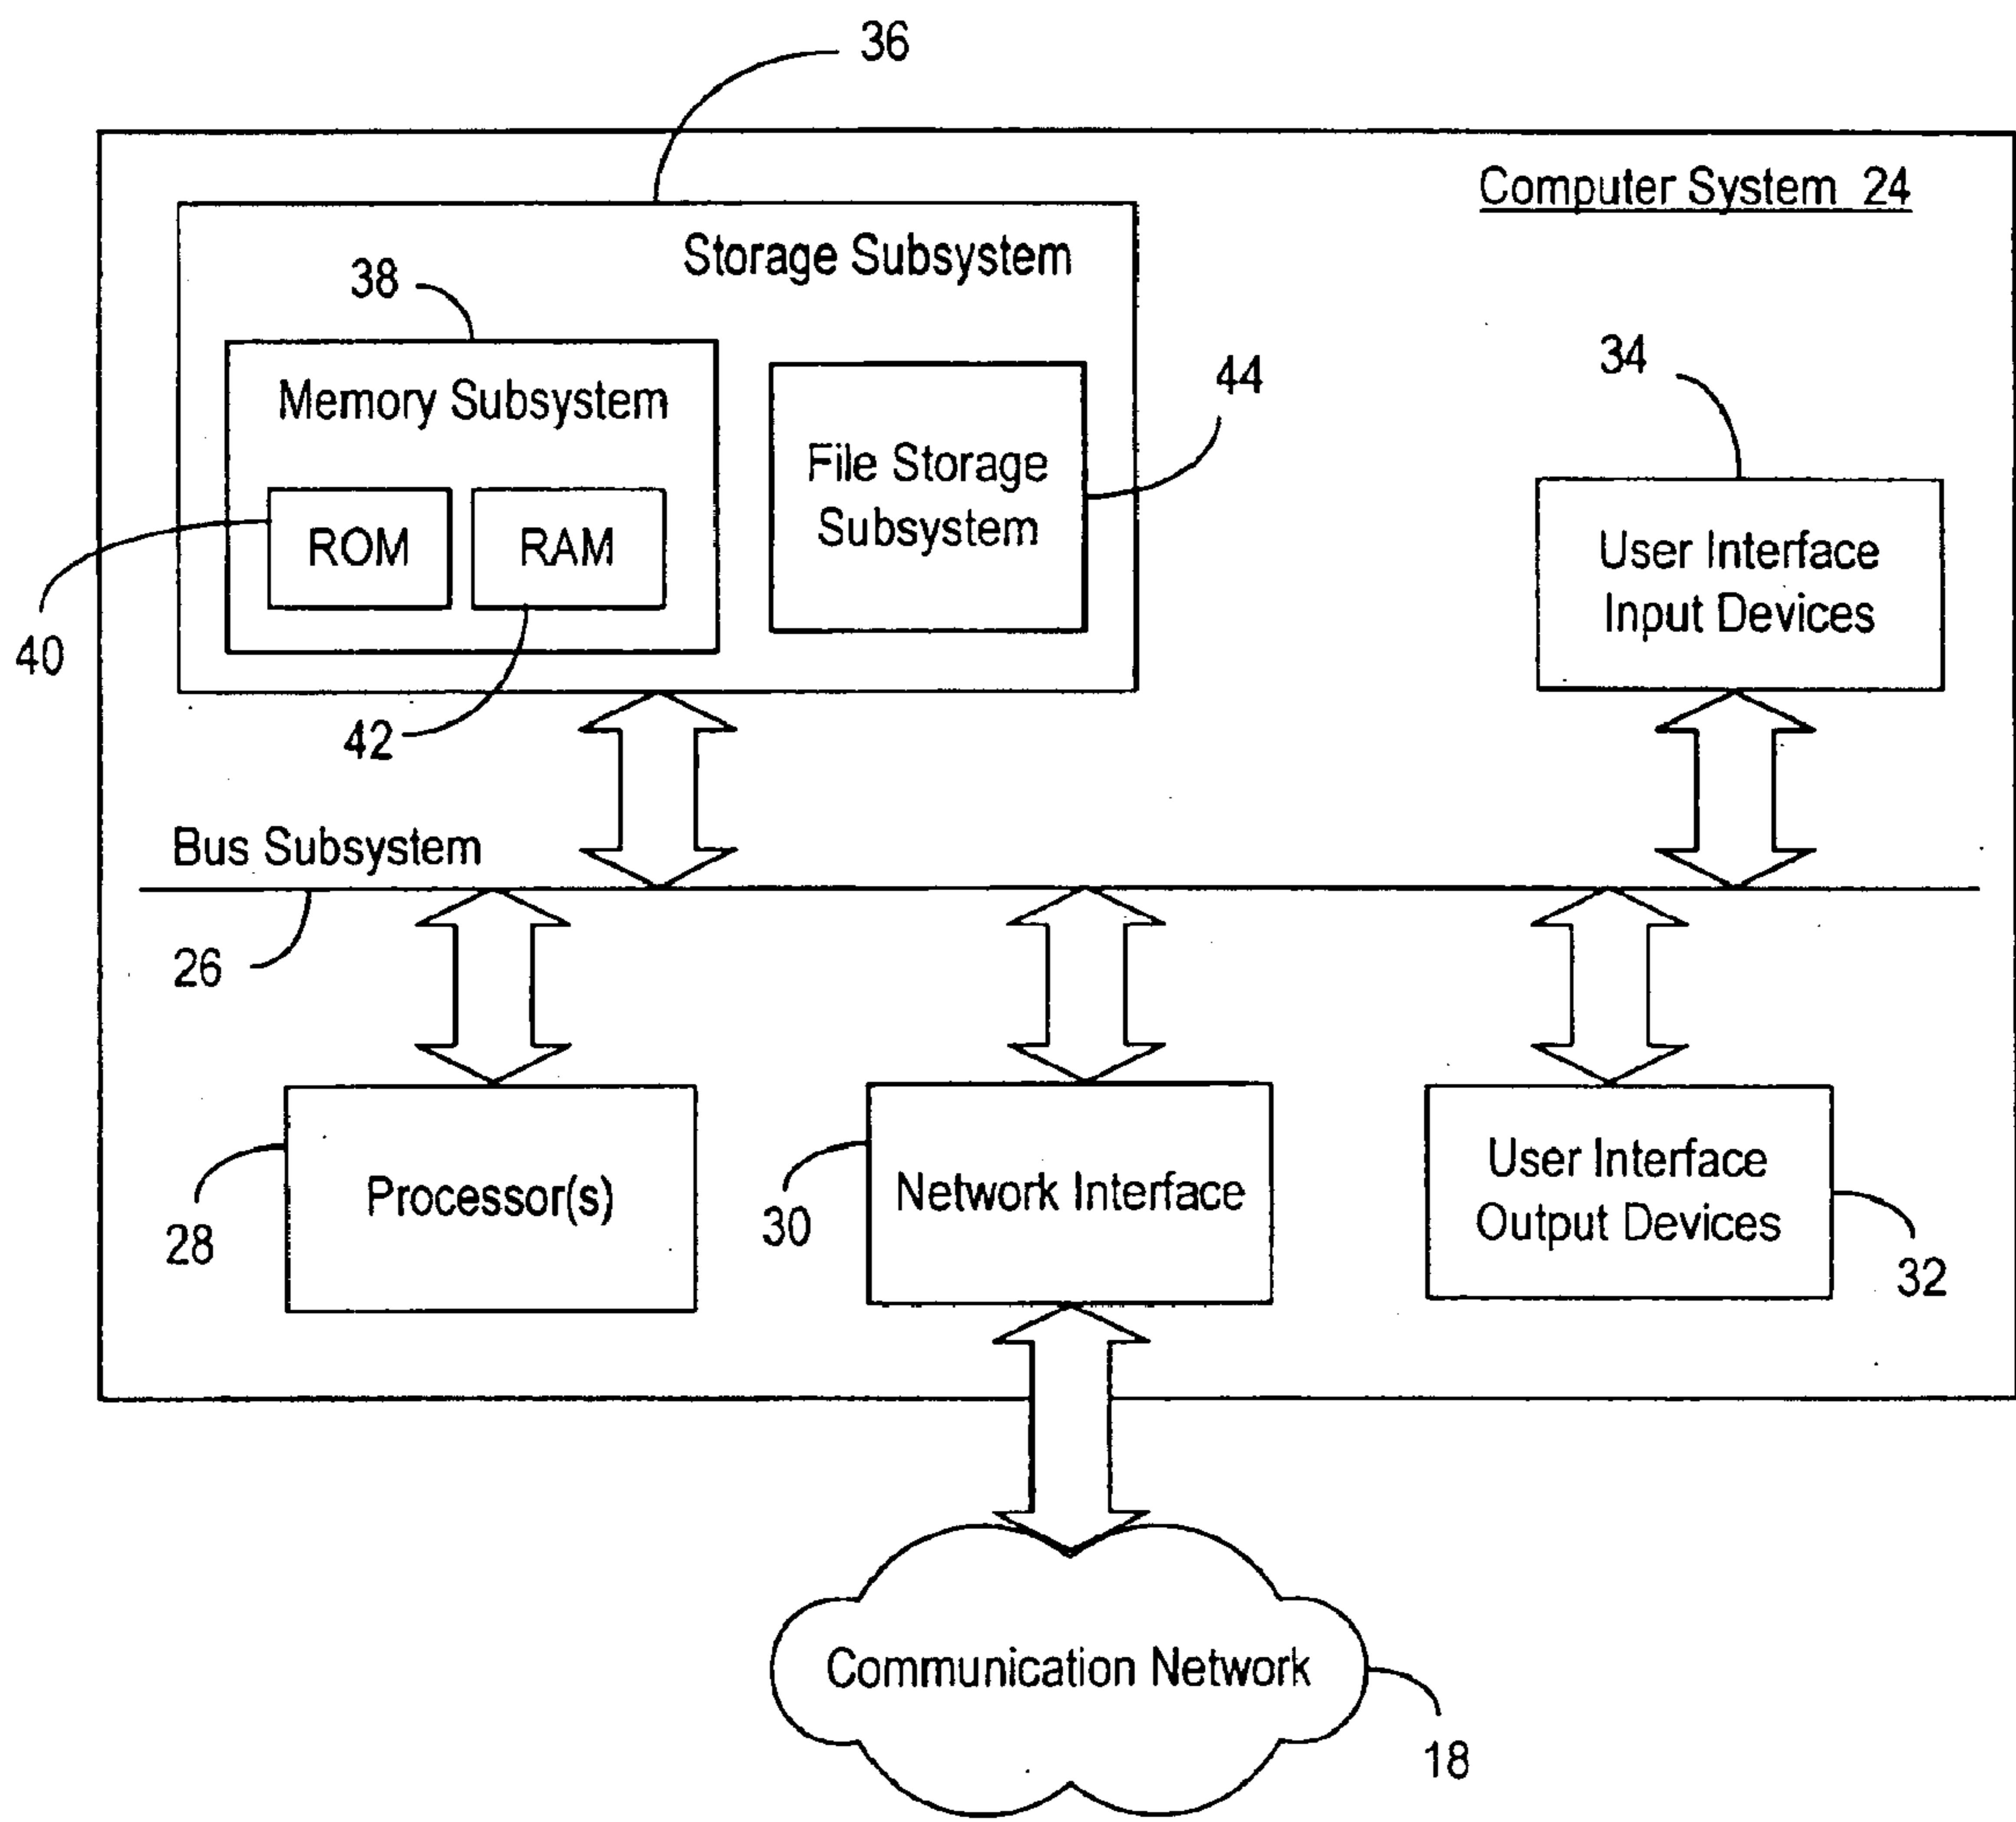 36
Computer System 24
Storage Subsystem
38
Memory Subsystem
34
44
File Storage
Subsystem
ROM
RAM
User Interface
Input Devices
40
42
Bus Subsystem
26
Processor(s)
28
Network Interface
30
User Interface
Output Devices
32
Communication Network
18